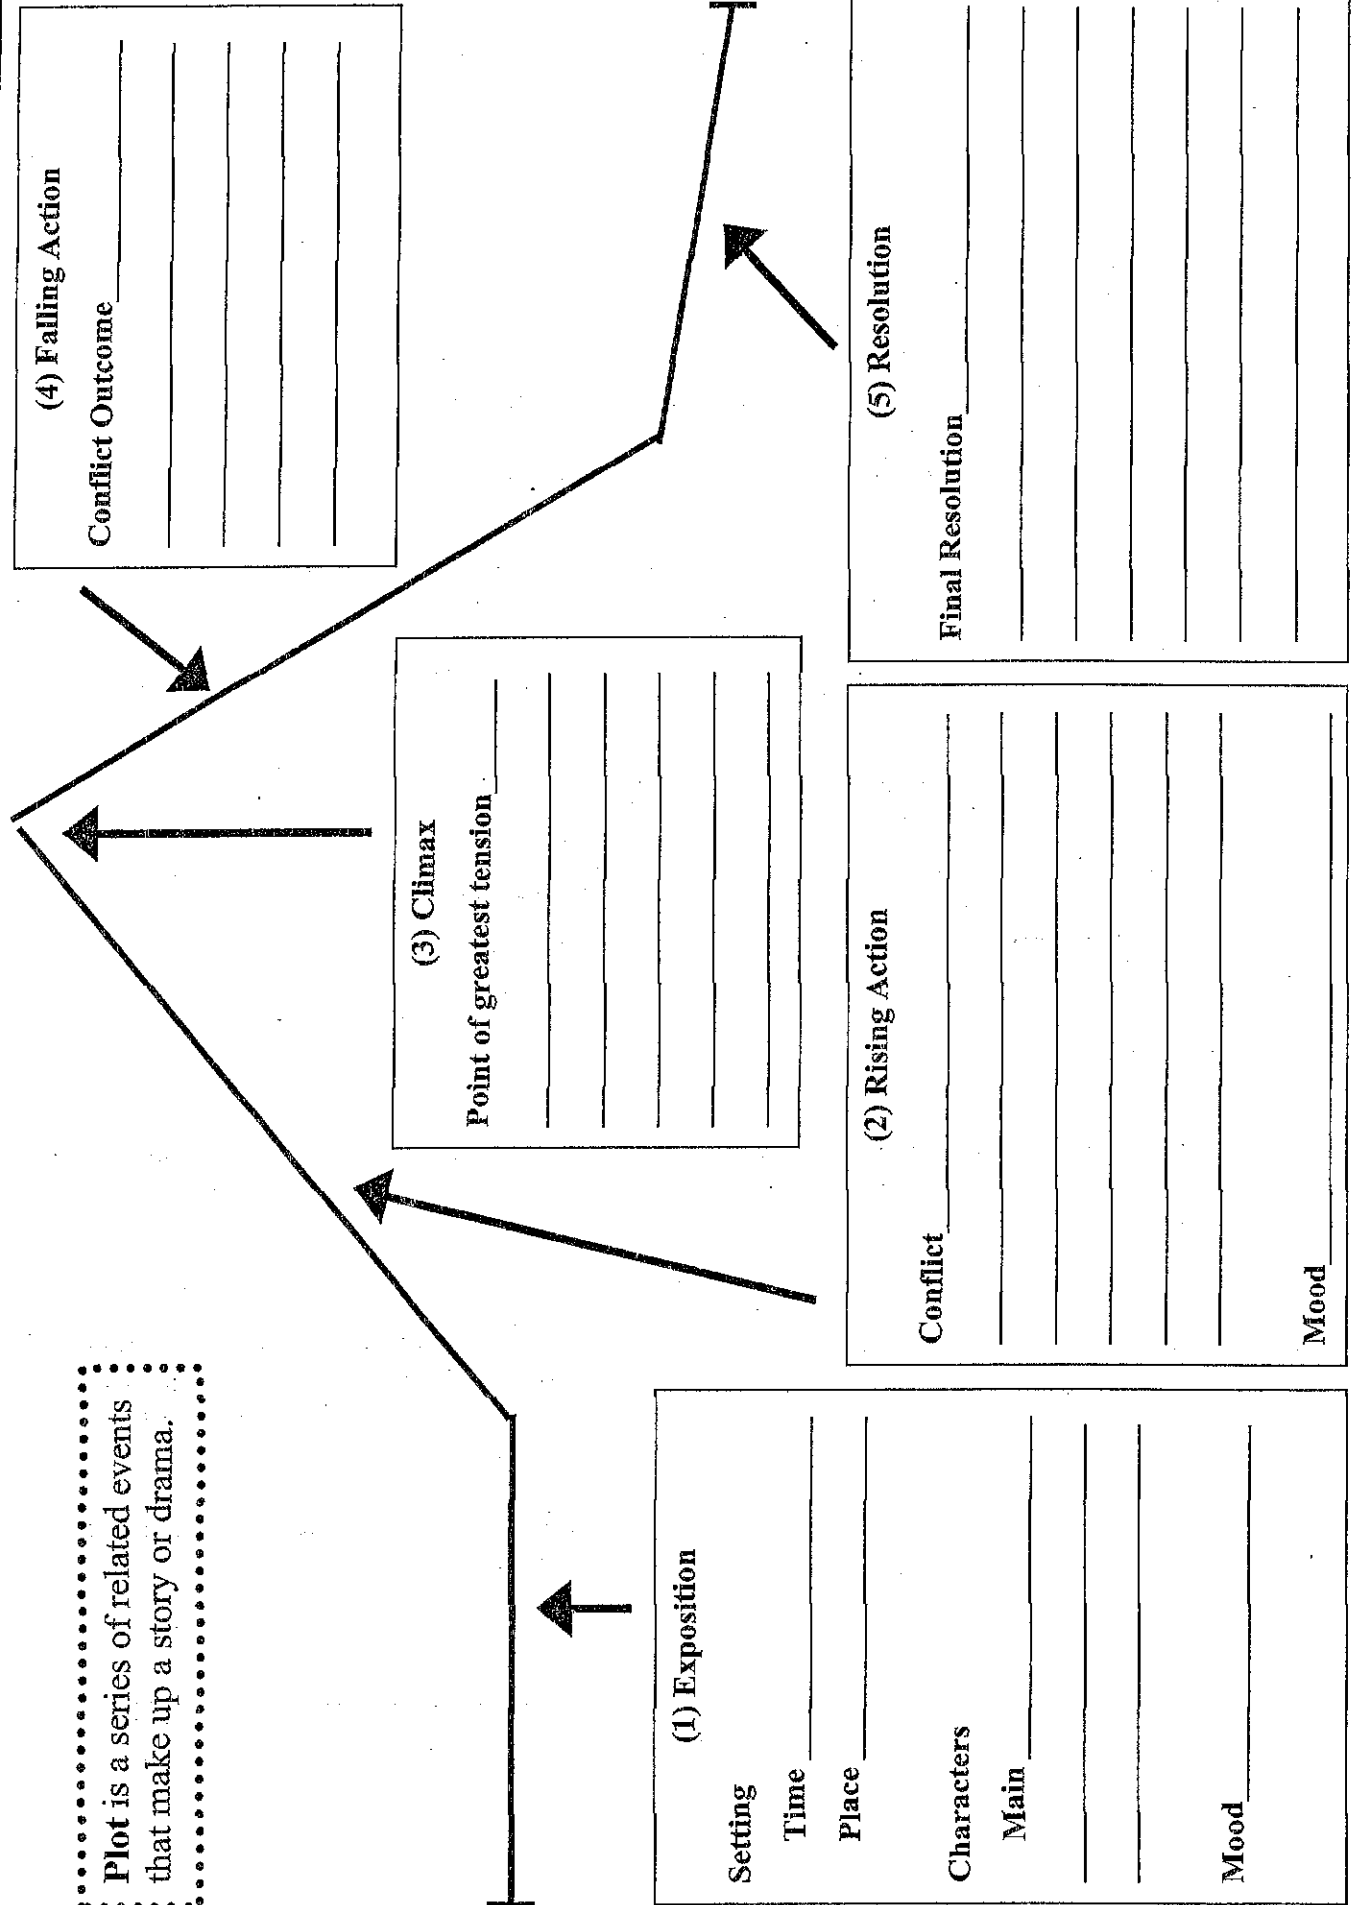 Plot is a series of related events
that make up a story or drama.
(1) Exposition
Setting
Time
Place
Characters
Main
Mood
(2) Rising Action
Conflict
Mood
(3) Climax
Point of greatest tension
(4) Falling Action
Conflict Outcome
(5) Resolution
Final Resolution